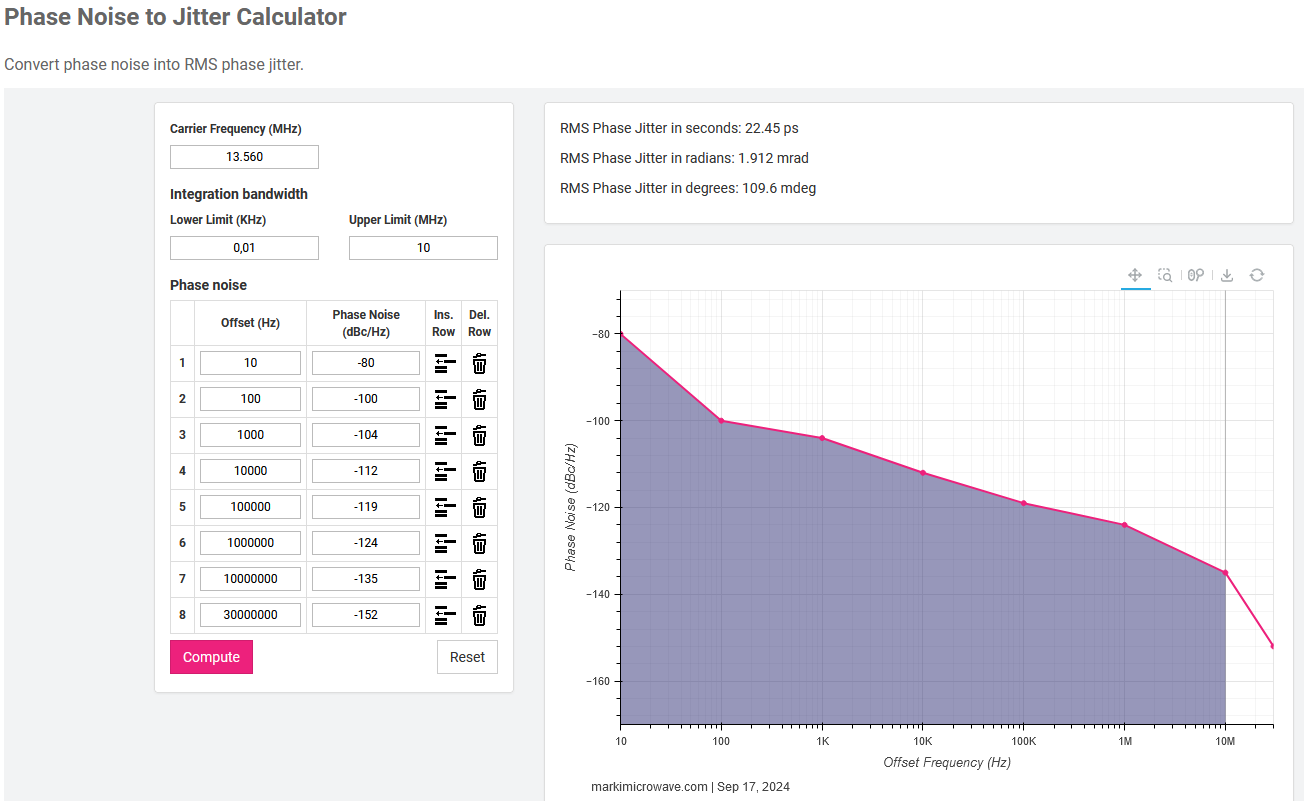 Phase Noise to Jitter Calculator
Convert phase noise into RMS phase jitter.
Carrier Frequency (MHz)
13.560
Integration bandwidth
Lower Limit (KHz) Upper Limit (MHz)
0,01 10
Phase noise
Offset (Hz) Phase Noise (dBc/Hz) Ins. Row Del. Row
1 10 -80
2 100 -100
3 1000 -104
4 10000 -112
5 100000 -119
6 1000000 -124
7 10000000 -135
8 30000000 -152
Compute Reset
RMS Phase Jitter in seconds: 22.45 ps
RMS Phase Jitter in radians: 1.912 mrad
RMS Phase Jitter in degrees: 109.6 mdeg
Phase Noise (dBc/Hz)
−80
−100
−120
−140
−160
10 100 1K 10K 100K 1M 10M
Offset Frequency (Hz)
markimicrowave.com | Sep 17, 2024